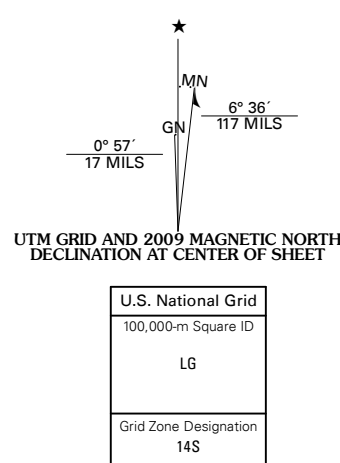 ★
MN
6° 36´
117 MILS
GN
0° 57´
17 MILS
UTM GRID AND 2009 MAGNETIC NORTH
DECLINATION AT CENTER OF SHEET
U.S. National Grid
100,000-m Square ID
LG
Grid Zone Designation
14S